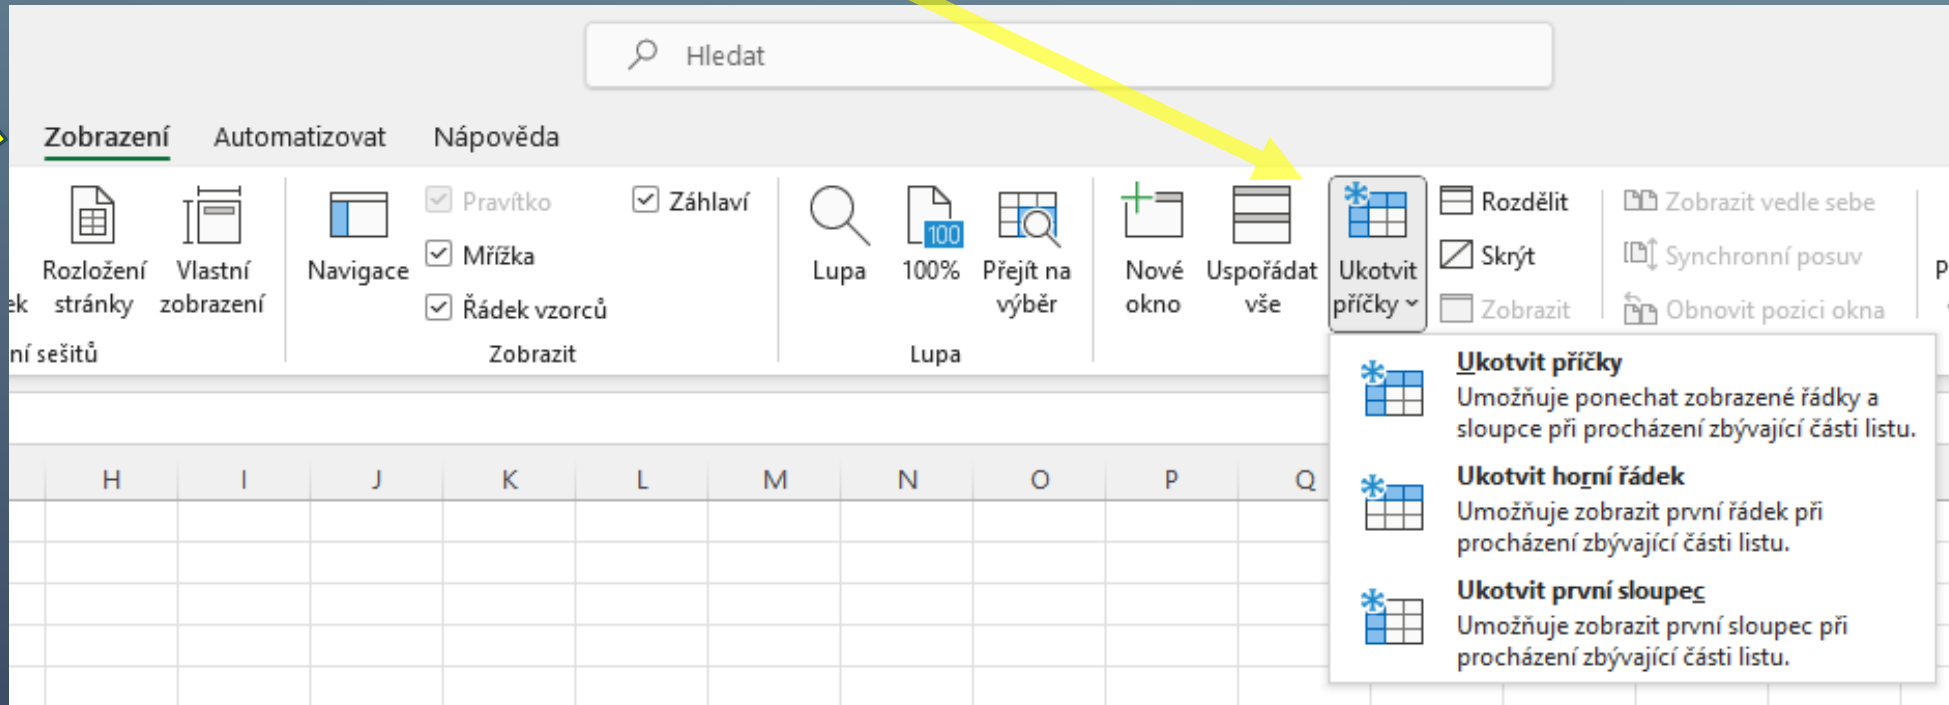 Hledat
Zobrazení Automatizovat Nápověda
Rozložení stránky
Vlastní zobrazení
Navigace
Pravítko
Mřížka
Řádek vzorců
Záhlaví
Zobrazit
Lupa
100
100%
Přejít na výběr
Lupa
Nové okno
Uspořádat vše
Ukotvit příčky
Rozdělit
Skrýt
Zobrazit
Zobrazit vedle sebe
Synchronní posuv
Obnovit pozici okna
ek
ní sešitů
P
Ukotvit příčky
Umožňuje ponechat zobrazené řádky a
sloupce při procházení zbývající části listu.
Ukotvit horní řádek
Umožňuje zobrazit první řádek při
procházení zbývající části listu.
Ukotvit první sloupec
Umožňuje zobrazit první sloupec při
procházení zbývající části listu.
H I J K L M N O P Q